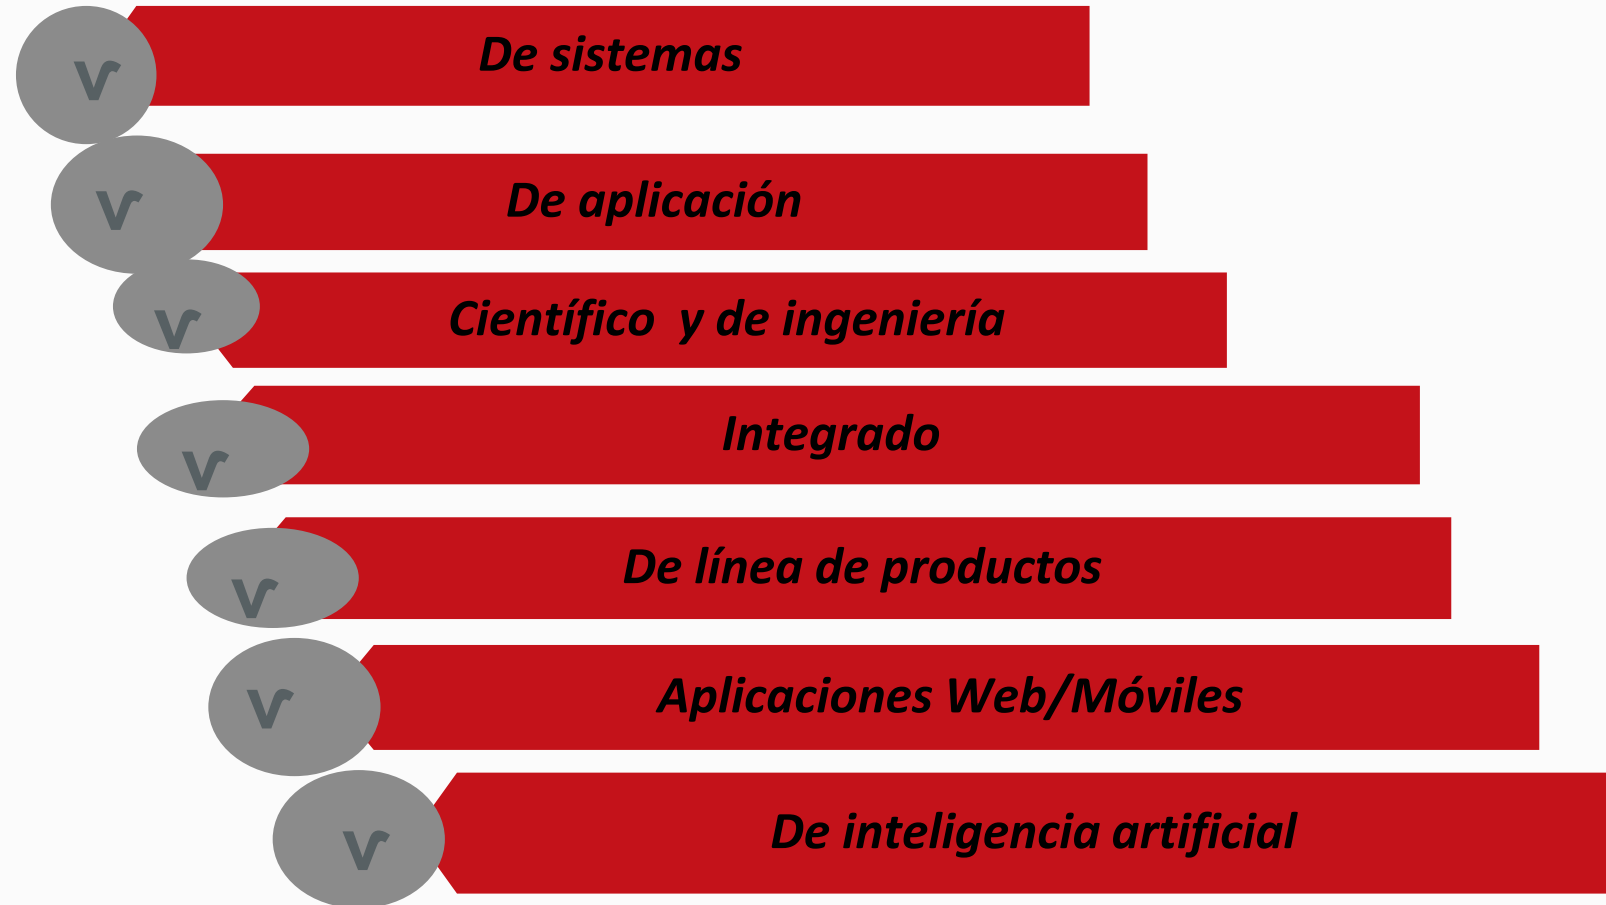 ⱱ De sistemas
ⱱ De aplicación
ⱱ Científico  y de ingeniería
ⱱ Integrado
ⱱ De línea de productos
ⱱ Aplicaciones Web/Móviles
ⱱ De inteligencia artificial